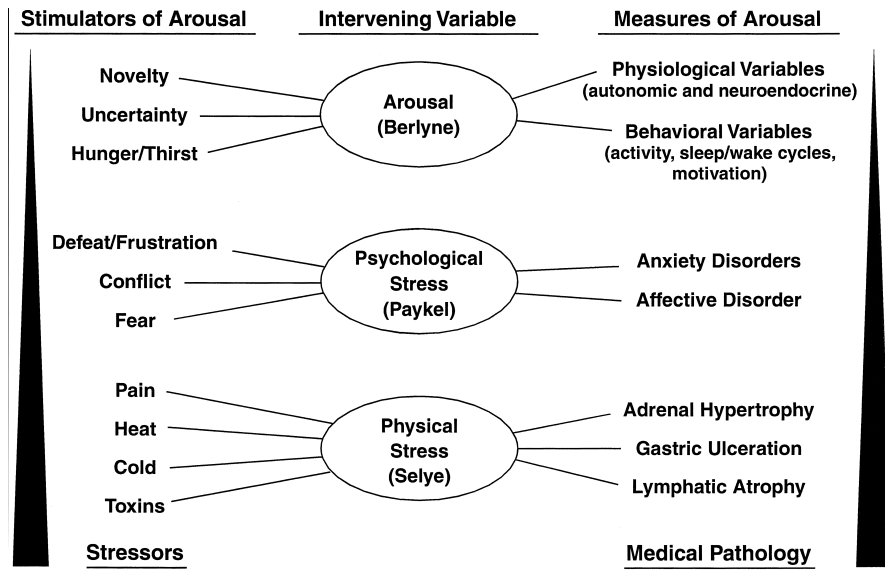 Stimulators of Arousal
Intervening Variable
Measures of Arousal
Novelty
Uncertainty
Hunger/Thirst
Arousal
(Berlyne)
Physiological Variables
(autonomic and neuroendocrine)
Behavioral Variables
(activity, sleep/wake cycles,
motivation)
Defeat/Frustration
Conflict
Fear
Psychological
Stress
(Paykel)
Anxiety Disorders
Affective Disorder
Pain
Heat
Cold
Toxins
Physical
Stress
(Selye)
Adrenal Hypertrophy
Gastric Ulceration
Lymphatic Atrophy
Stressors
Medical Pathology